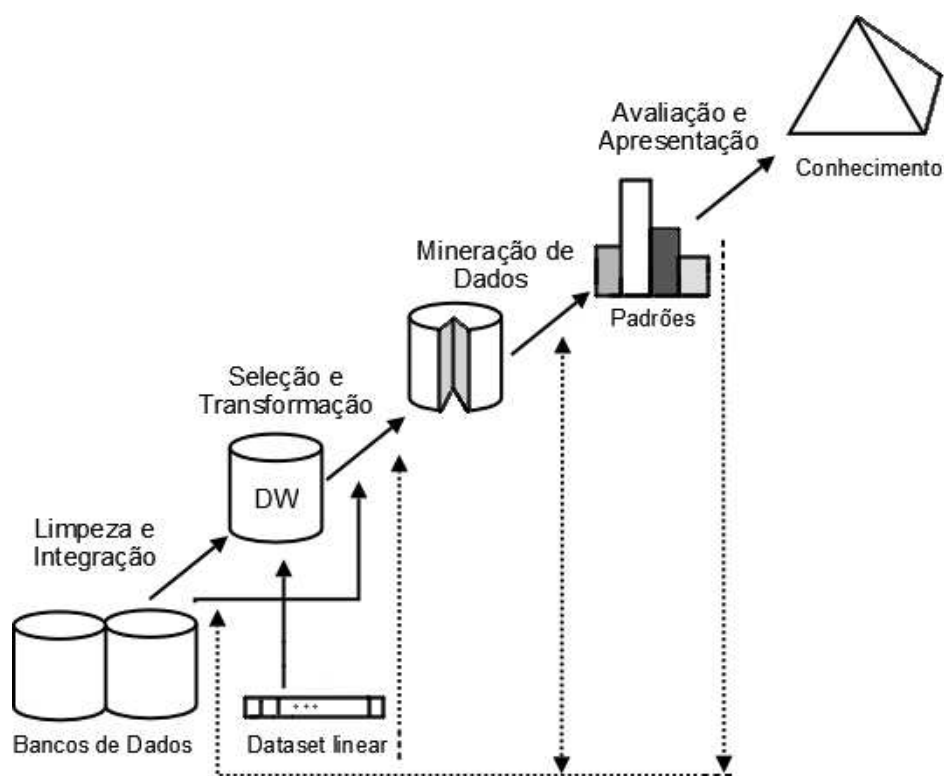 Avaliação e
Apresentação
Conhecimento
Mineração de
Dados
Padrões
Seleção e
Transformação
DW
Limpeza e
Integração
Bancos de Dados
Dataset linear